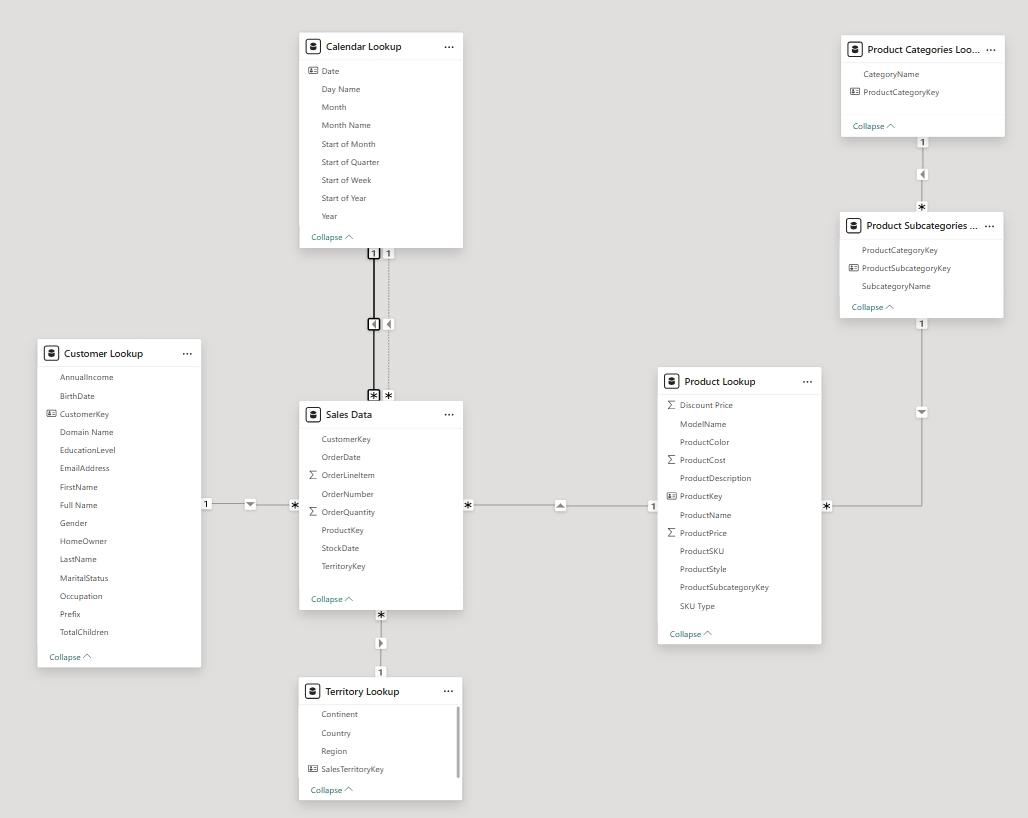 Calendar Lookup
Date
Day Name
Month
Month Name
Start of Month
Start of Quarter
Start of Week
Start of Year
Year
Collapse
Product Categories Loo...
CategoryName
ProductCategoryKey
Collapse
1
*
Product Subcategories ...
ProductCategoryKey
ProductSubcategoryKey
SubcategoryName
Collapse
1
1 1
* *
Customer Lookup
AnnualIncome
BirthDate
CustomerKey
Domain Name
EducationLevel
EmailAddress
FirstName
Full Name
Gender
HomeOwner
LastName
MaritalStatus
Occupation
Prefix
TotalChildren
Collapse
1
*
Sales Data
CustomerKey
OrderDate
OrderLineItem
OrderNumber
OrderQuantity
ProductKey
StockDate
TerritoryKey
Collapse
*
1
Product Lookup
Discount Price
ModelName
ProductColor
ProductCost
ProductDescription
ProductKey
ProductName
ProductPrice
ProductSKU
ProductStyle
ProductSubcategoryKey
SKU Type
Collapse
*
*
1
Territory Lookup
Continent
Country
Region
SalesTerritoryKey
Collapse